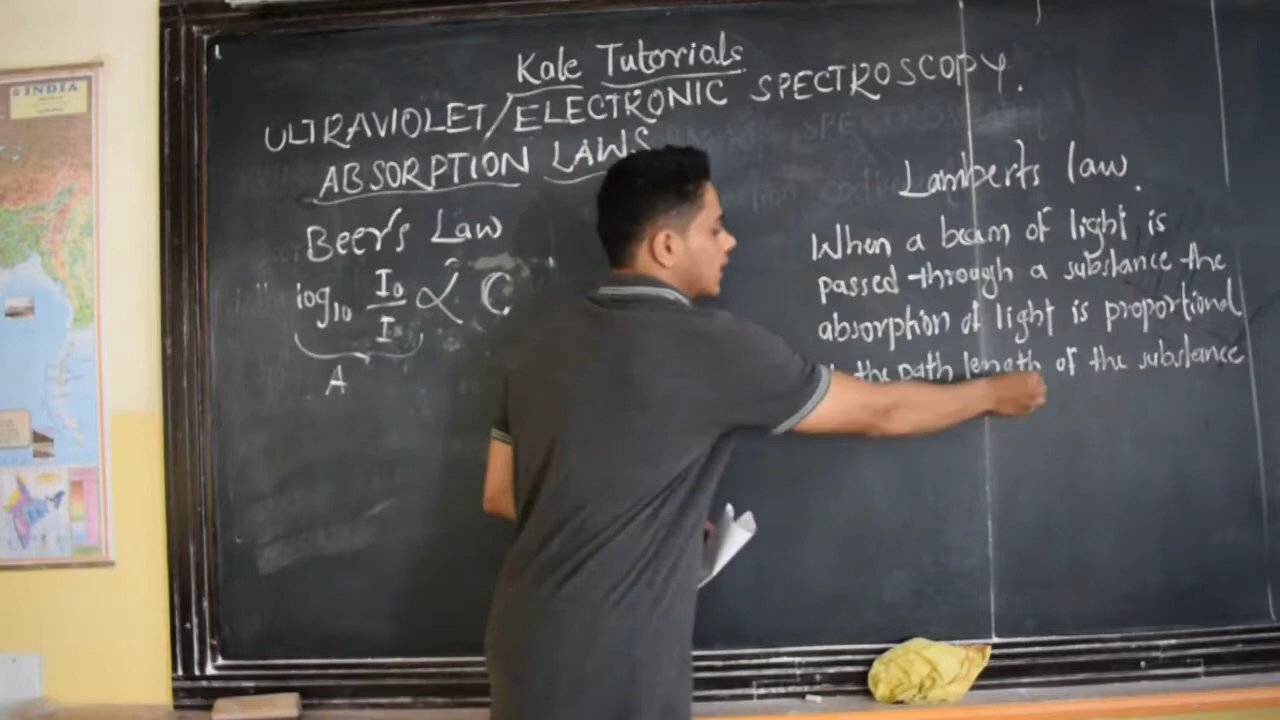 INDIA
Kale Tutorials
ULTRAVIOLET/ELECTRONIC SPECTROSCOPY.
ABSORPTION LAWS
Beer's Law
log10 I0/I ∝ C
A
Lamberts law.
When a beam of light is
passed through a substance the
absorption of light is proportional
the path length of the substance